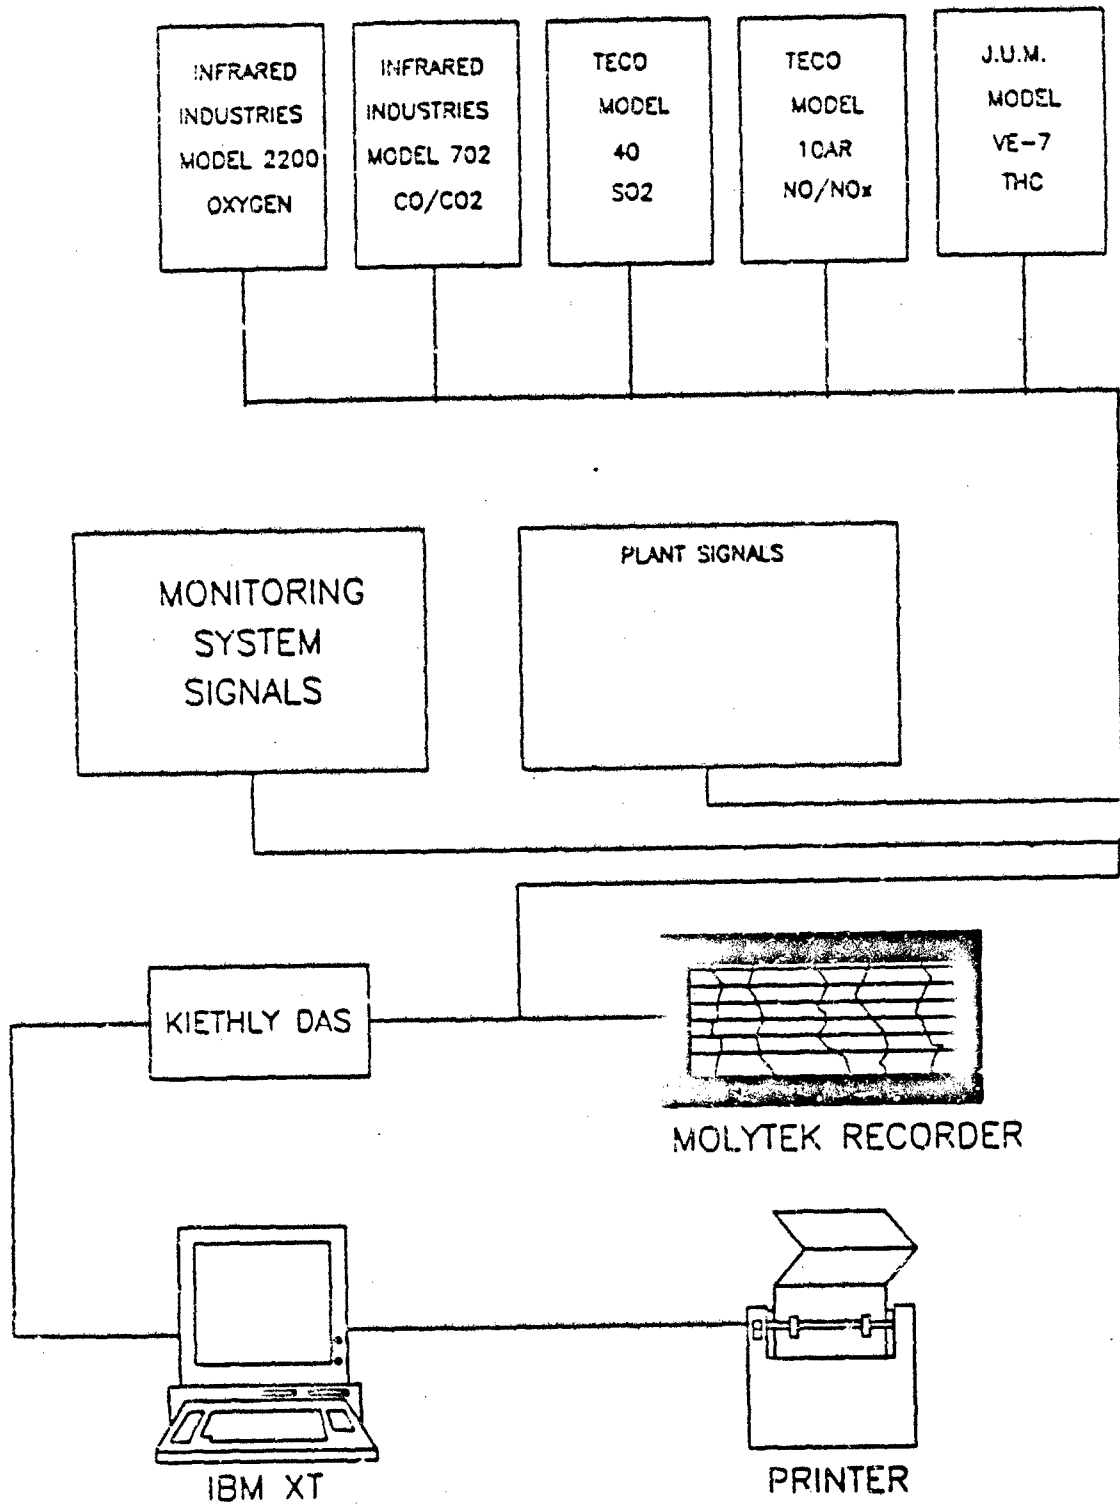 INFRARED
INDUSTRIES
MODEL 2200
OXYGEN
INFRARED
INDUSTRIES
MODEL 702
CO/CO2
TECO
MODEL
40
SO2
TECO
MODEL
10AR
NO/NOx
J.U.M.
MODEL
VE-7
THC
MONITORING
SYSTEM
SIGNALS
PLANT SIGNALS
KIETHLY DAS
MOLYTEK RECORDER
IBM XT
PRINTER